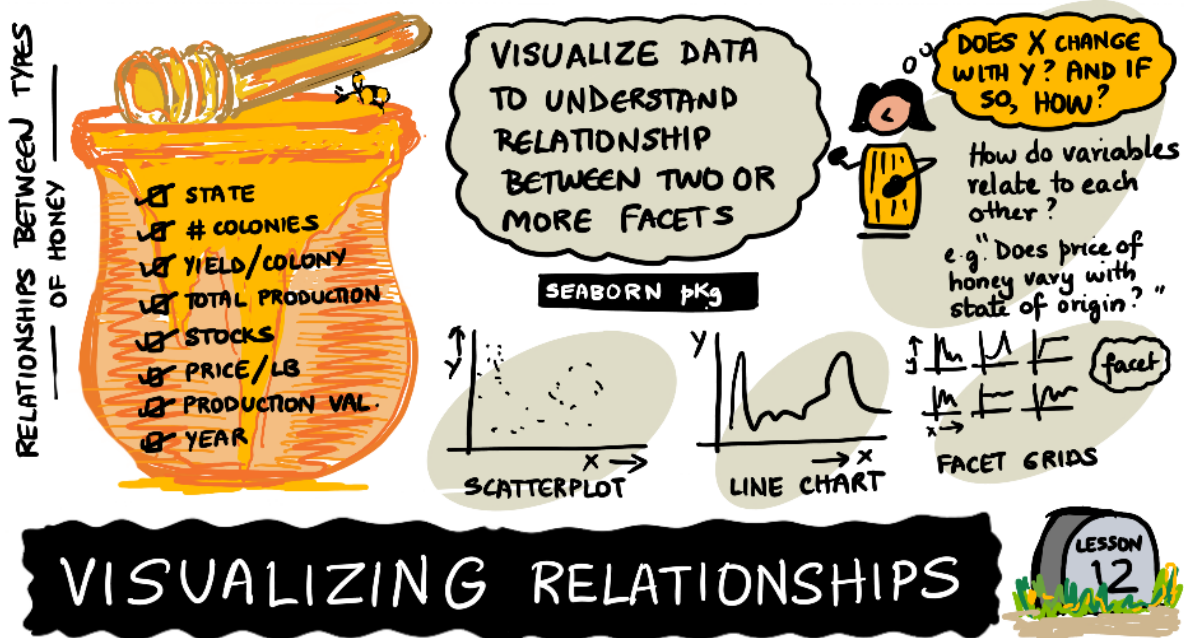 RELATIONSHIPS BETWEEN TYPES
OF HONEY
STATE
# COLONIES
YIELD/COLONY
TOTAL PRODUCTION
STOCKS
PRICE/LB
PRODUCTION VAL.
YEAR
VISUALIZE DATA
TO UNDERSTAND
RELATIONSHIP
BETWEEN TWO OR
MORE FACETS
DOES X CHANGE
WITH Y? AND IF
SO, HOW?
How do variables
relate to each
other?
e.g. "Does price of
honey vary with
state of origin?"
SEABORN pkg
y
x
SCATTERPLOT
y
x
LINE CHART
y
x
facet
FACET GRIDS
VISUALIZING RELATIONSHIPS
LESSON
12